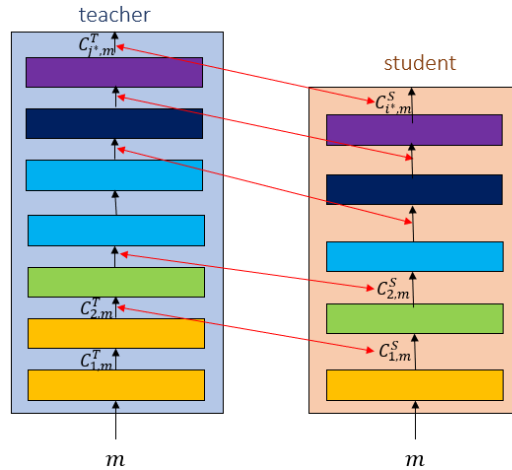 teacher
$C^T_{j^*,m}$
$C^T_{2,m}$
$C^T_{1,m}$
m
student
$C^S_{i^*,m}$
$C^S_{2,m}$
$C^S_{1,m}$
m